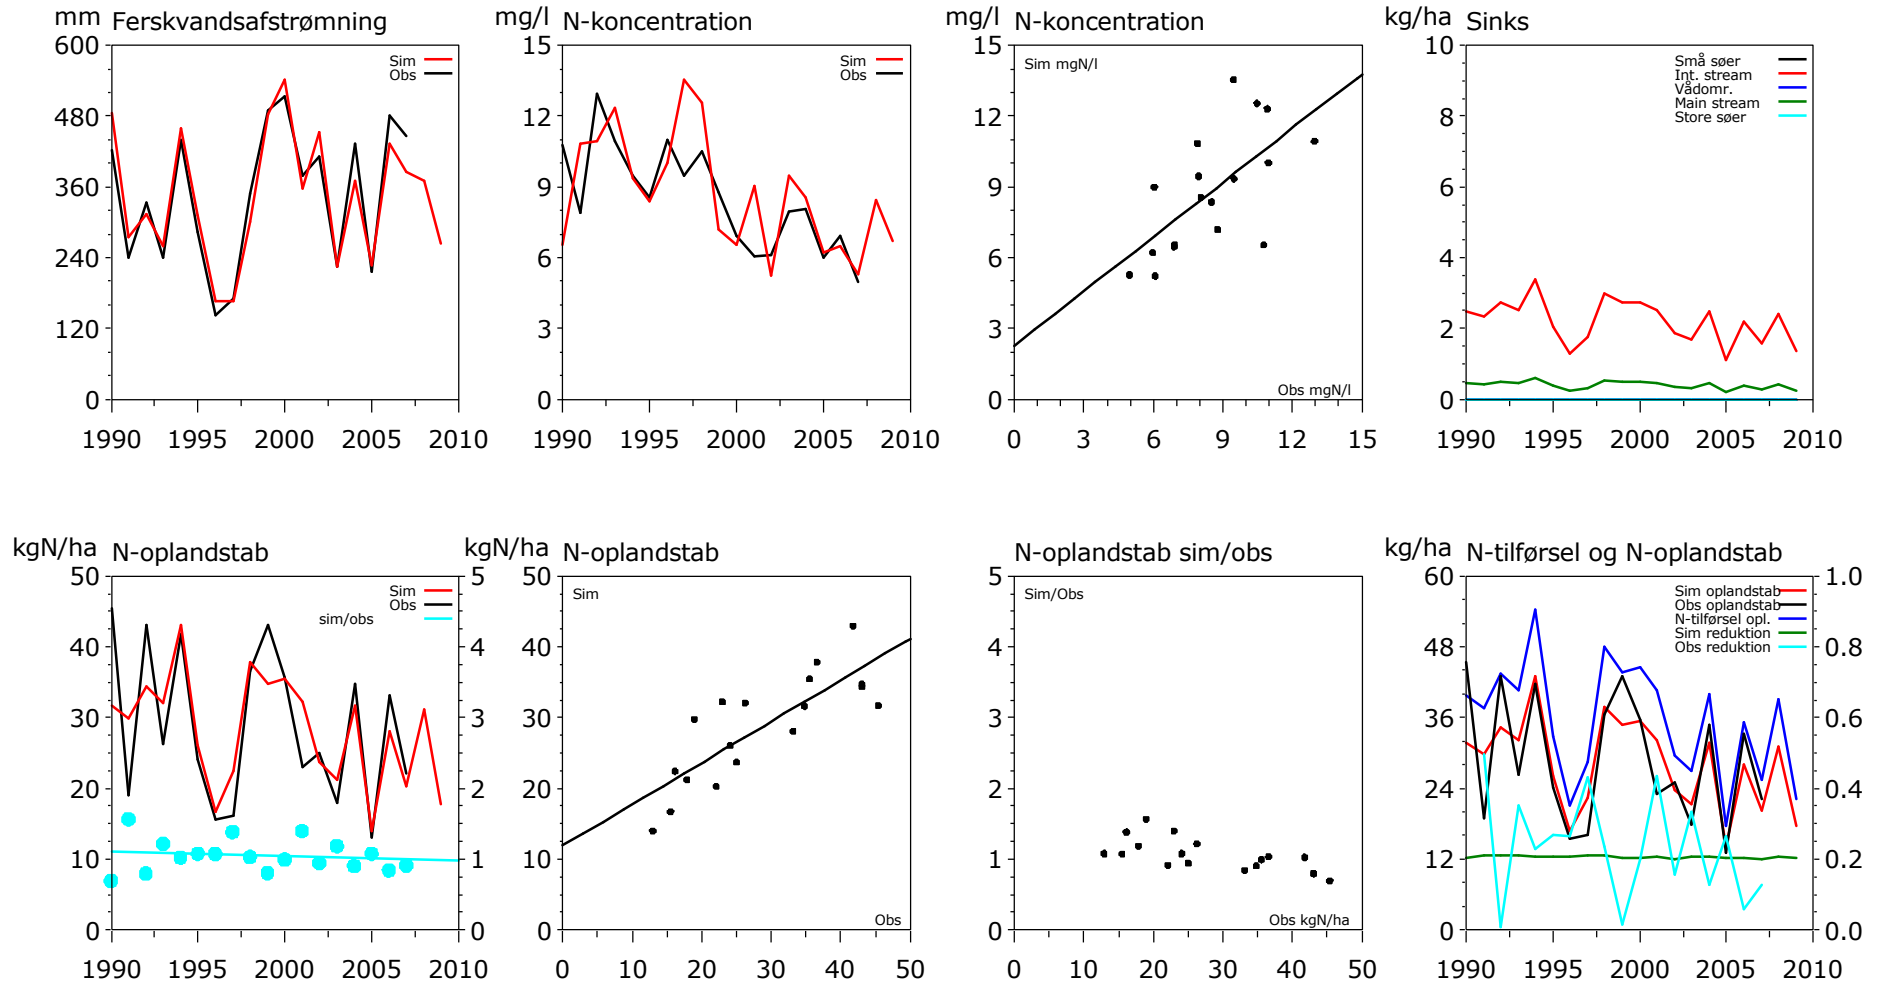 mm Ferskvandsafstrømning
600
480
360
240
120
0
Sim
Obs
1990 1995 2000 2005 2010
mg/l N-koncentration
15
12
9
6
3
0
Sim
Obs
1990 1995 2000 2005 2010
mg/l N-koncentration
15
12
9
6
3
0
Sim mgN/l
Obs mgN/l
0 3 6 9 12 15
kg/ha Sinks
10
8
6
4
2
0
Små søer
Int. stream
Vådomr.
Main stream
Store søer
1990 1995 2000 2005 2010
kgN/ha N-oplandstab
50
40
30
20
10
0
Sim
Obs
sim/obs
5
4
3
2
1
0
1990 1995 2000 2005 2010
kgN/ha N-oplandstab
50
40
30
20
10
0
Sim
Obs
0 10 20 30 40 50
N-oplandstab sim/obs
5
4
3
2
1
0
Sim/Obs
Obs kgN/ha
0 10 20 30 40 50
kg/ha N-tilførsel og N-oplandstab
60
48
36
24
12
0
Sim oplandstab
Obs oplandstab
N-tilførsel opl.
Sim reduktion
Obs reduktion
1.0
0.8
0.6
0.4
0.2
0.0
1990 1995 2000 2005 2010